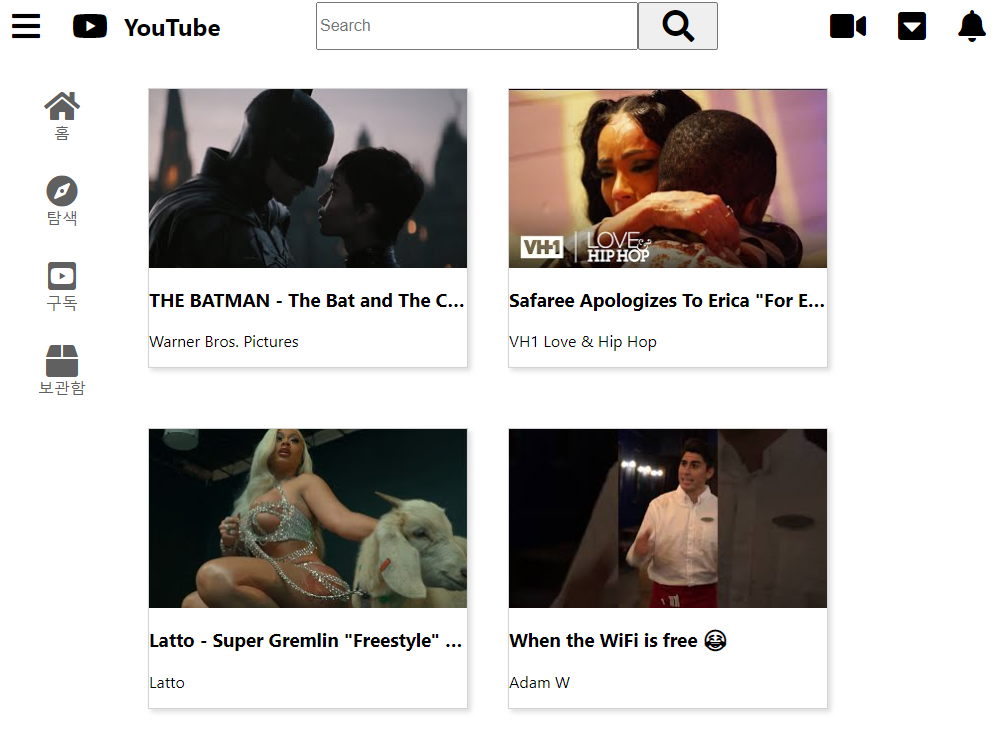 YouTube
Search
홈
탐색
구독
보관함
VH1 LOVE &
HIP HOP
THE BATMAN - The Bat and The C...
Warner Bros. Pictures
Safaree Apologizes To Erica "For E...
VH1 Love & Hip Hop
Latto - Super Gremlin "Freestyle" ...
Latto
When the WiFi is free 😂
Adam W